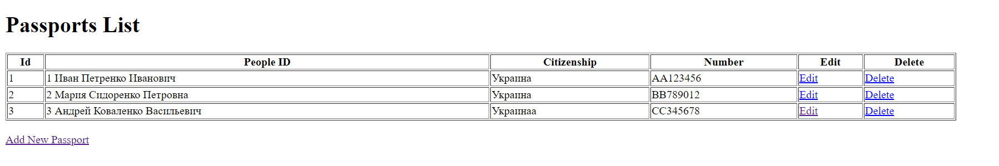 Passports List
Id People ID Citizenship Number Edit Delete
1 1 Иван Петренко Иванович Украина AA123456 Edit Delete
2 2 Мария Сидоренко Петровна Украина BB789012 Edit Delete
3 3 Андрей Коваленко Васильевич Украинаа CC345678 Edit Delete
Add New Passport